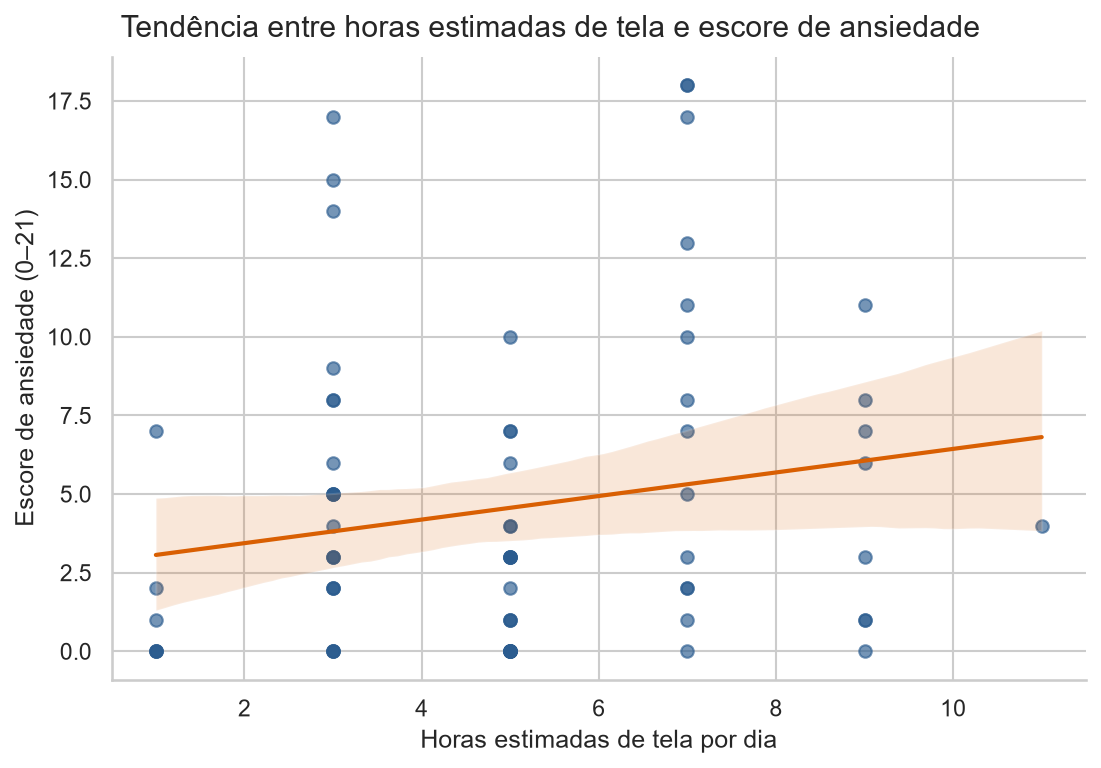 Tendência entre horas estimadas de tela e escore de ansiedade
Escore de ansiedade (0–21)
17.5
15.0
12.5
10.0
7.5
5.0
2.5
0.0
2 4 6 8 10
Horas estimadas de tela por dia